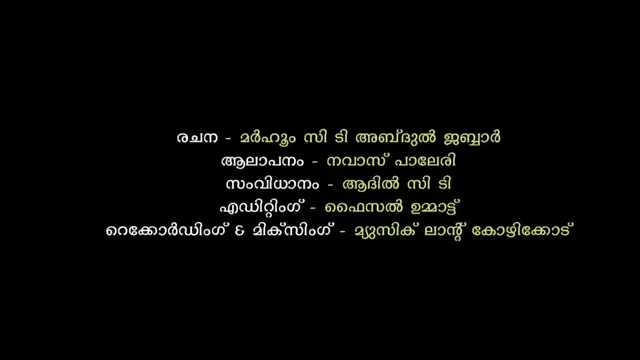 രചന - മർഹൂം സി ടി അബ്ദുൽ ജബ്ബാർ
ആലാപനം - നവാസ് പാലേരി
സംവിധാനം - ആദിൽ സി ടി
എഡിറ്റിംഗ് - ഫൈസൽ ഉമ്മാട്ട്
റെക്കോർഡിംഗ് & മിക്സിംഗ് - മ്യുസിക് ലാന്റ് കോഴിക്കോട്